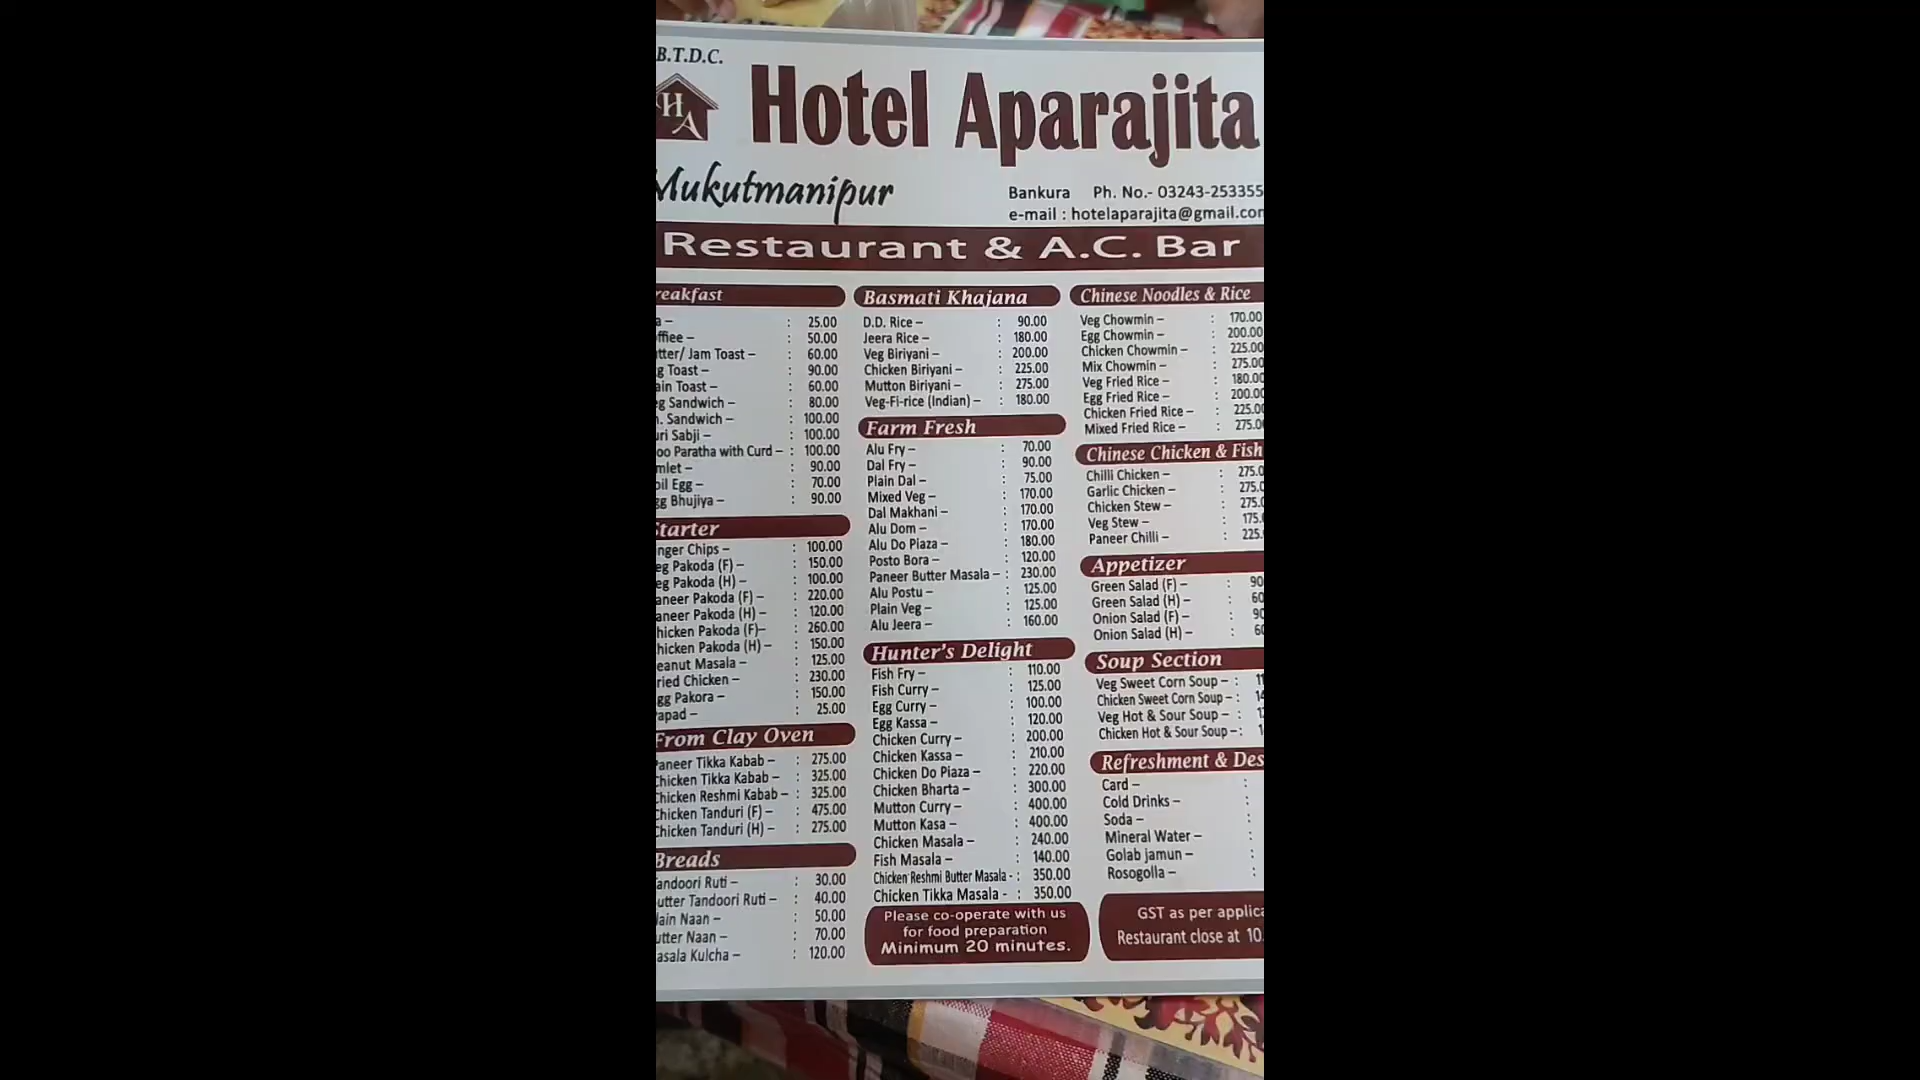 B.T.D.C.
HA
Hotel Aparajita
Mukutmanipur
Bankura Ph. No.- 03243-253355
e-mail : hotelaparajita@gmail.com
Restaurant & A.C. Bar
reakfast
a – : 25.00
ffiee – : 50.00
tter/ Jam Toast – : 60.00
g Toast – : 90.00
ain Toast – : 60.00
eg Sandwich – : 80.00
. Sandwich – : 100.00
uri Sabji – : 100.00
oo Paratha with Curd – : 100.00
mlet – : 90.00
oil Egg – : 70.00
gg Bhujiya – : 90.00
Starter
nger Chips – : 100.00
eg Pakoda (F) – : 150.00
eg Pakoda (H) – : 100.00
aneer Pakoda (F) – : 220.00
aneer Pakoda (H) – : 120.00
hicken Pakoda (F)– : 260.00
hicken Pakoda (H) – : 150.00
eanut Masala – : 125.00
ried Chicken – : 230.00
gg Pakora – : 150.00
apad – : 25.00
From Clay Oven
Paneer Tikka Kabab – : 275.00
Chicken Tikka Kabab – : 325.00
Chicken Reshmi Kabab – : 325.00
Chicken Tanduri (F) – : 475.00
Chicken Tanduri (H) – : 275.00
Breads
andoori Ruti – : 30.00
utter Tandoori Ruti – : 40.00
lain Naan – : 50.00
utter Naan – : 70.00
asala Kulcha – : 120.00
Basmati Khajana
D.D. Rice – : 90.00
Jeera Rice – : 180.00
Veg Biriyani – : 200.00
Chicken Biriyani – : 225.00
Mutton Biriyani – : 275.00
Veg-Fi-rice (Indian) – : 180.00
Farm Fresh
Alu Fry – : 70.00
Dal Fry – : 90.00
Plain Dal – : 75.00
Mixed Veg – : 170.00
Dal Makhani – : 170.00
Alu Dom – : 170.00
Alu Do Piaza – : 180.00
Posto Bora – : 120.00
Paneer Butter Masala – : 230.00
Alu Postu – : 125.00
Plain Veg – : 125.00
Alu Jeera – : 160.00
Hunter's Delight
Fish Fry – : 110.00
Fish Curry – : 125.00
Egg Curry – : 100.00
Egg Kassa – : 120.00
Chicken Curry – : 200.00
Chicken Kassa – : 210.00
Chicken Do Piaza – : 220.00
Chicken Bharta – : 300.00
Mutton Curry – : 400.00
Mutton Kasa – : 400.00
Chicken Masala – : 240.00
Fish Masala – : 140.00
Chicken Reshmi Butter Masala - : 350.00
Chicken Tikka Masala - : 350.00
Please co-operate with us
for food preparation
Minimum 20 minutes.
Chinese Noodles & Rice
Veg Chowmin – : 170.00
Egg Chowmin – : 200.00
Chicken Chowmin – : 225.00
Mix Chowmin – : 275.00
Veg Fried Rice – : 180.00
Egg Fried Rice – : 200.00
Chicken Fried Rice – : 225.00
Mixed Fried Rice – : 275.0
Chinese Chicken & Fish
Chilli Chicken – : 275.0
Garlic Chicken – : 275.
Chicken Stew – : 275.
Veg Stew – : 175.
Paneer Chilli – : 225.
Appetizer
Green Salad (F) – : 90
Green Salad (H) – : 60
Onion Salad (F) – : 90
Onion Salad (H) – : 60
Soup Section
Veg Sweet Corn Soup – : 
Chicken Sweet Corn Soup – : 
Veg Hot & Sour Soup – : 
Chicken Hot & Sour Soup –: 
Refreshment & Des
Card – :
Cold Drinks – :
Soda – :
Mineral Water – :
Golab jamun – :
Rosogolla – :
GST as per applica
Restaurant close at 10.